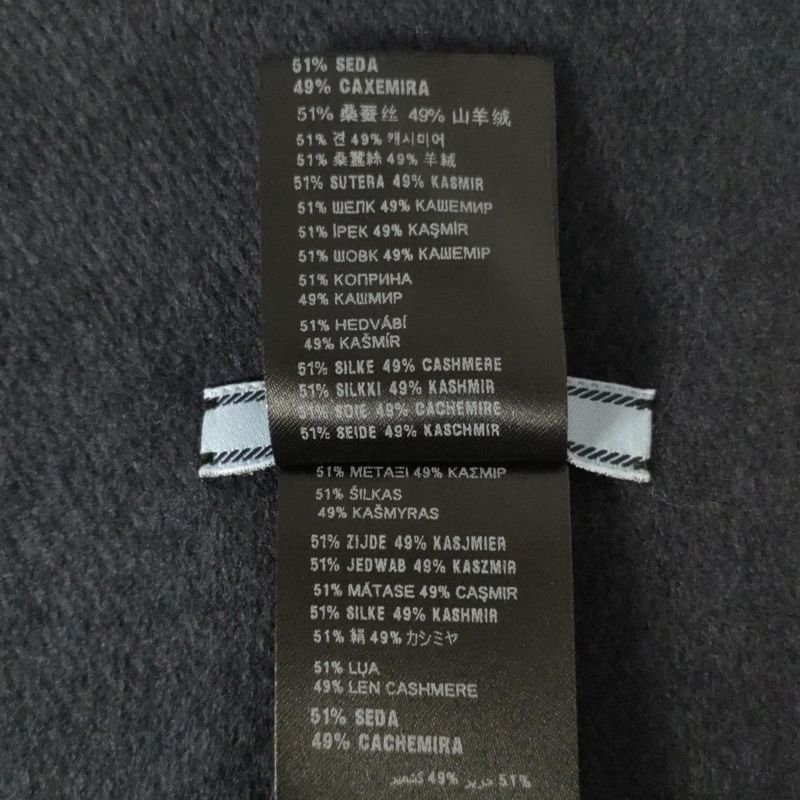 51% SEDA
49% CAXEMIRA
51% 桑蚕丝 49% 山羊绒
51% 견 49% 캐시미어
51% 桑蠶絲 49% 羊絨
51% SUTERA 49% KASMIR
51% ШЕЛК 49% КАШЕМИР
51% İPEK 49% KAŞMİR
51% ШОВК 49% КАШЕМІР
51% КОПРИНА
49% КАШМИР
51% HEDVÁBÍ
49% KAŠMÍR
51% SILKE 49% CASHMERE
51% SILKKI 49% KASHMIR
51% SOIE 49% CACHEMIRE
51% SEIDE 49% KASCHMIR
51% ΜΕΤΑΞΙ 49% ΚΑΣΜΙΡ
51% ŠILKAS
49% KAŠMYRAS
51% ZIJDE 49% KASJMIER
51% JEDWAB 49% KASZMIR
51% MĂTASE 49% CAŞMIR
51% SILKE 49% KASHMIR
51% 絹 49% カシミヤ
51% LỤA
49% LEN CASHMERE
51% SEDA
49% CACHEMIRA
51% حرير 49% كشمير